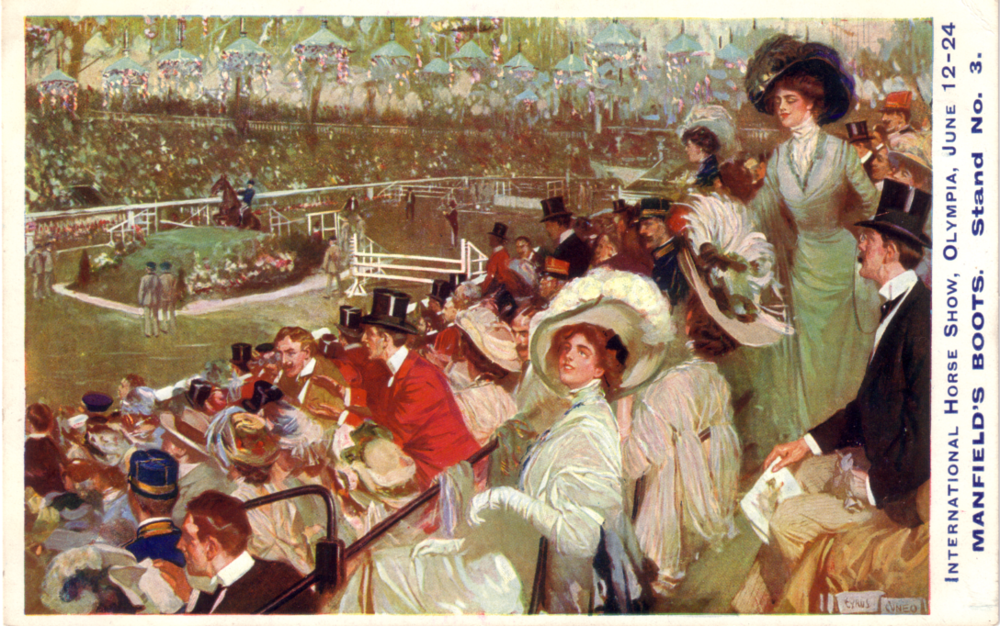 INTERNATIONAL HORSE SHOW, OLYMPIA, JUNE 12-24
MANFIELD'S BOOTS. Stand No. 3.
CYRUS CUNEO